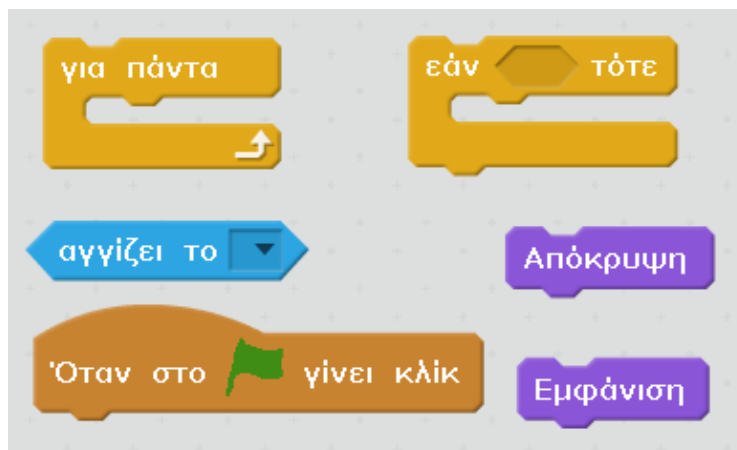 για πάντα
εάν τότε
αγγίζει το
Απόκρυψη
Όταν στο γίνει κλίκ
Εμφάνιση